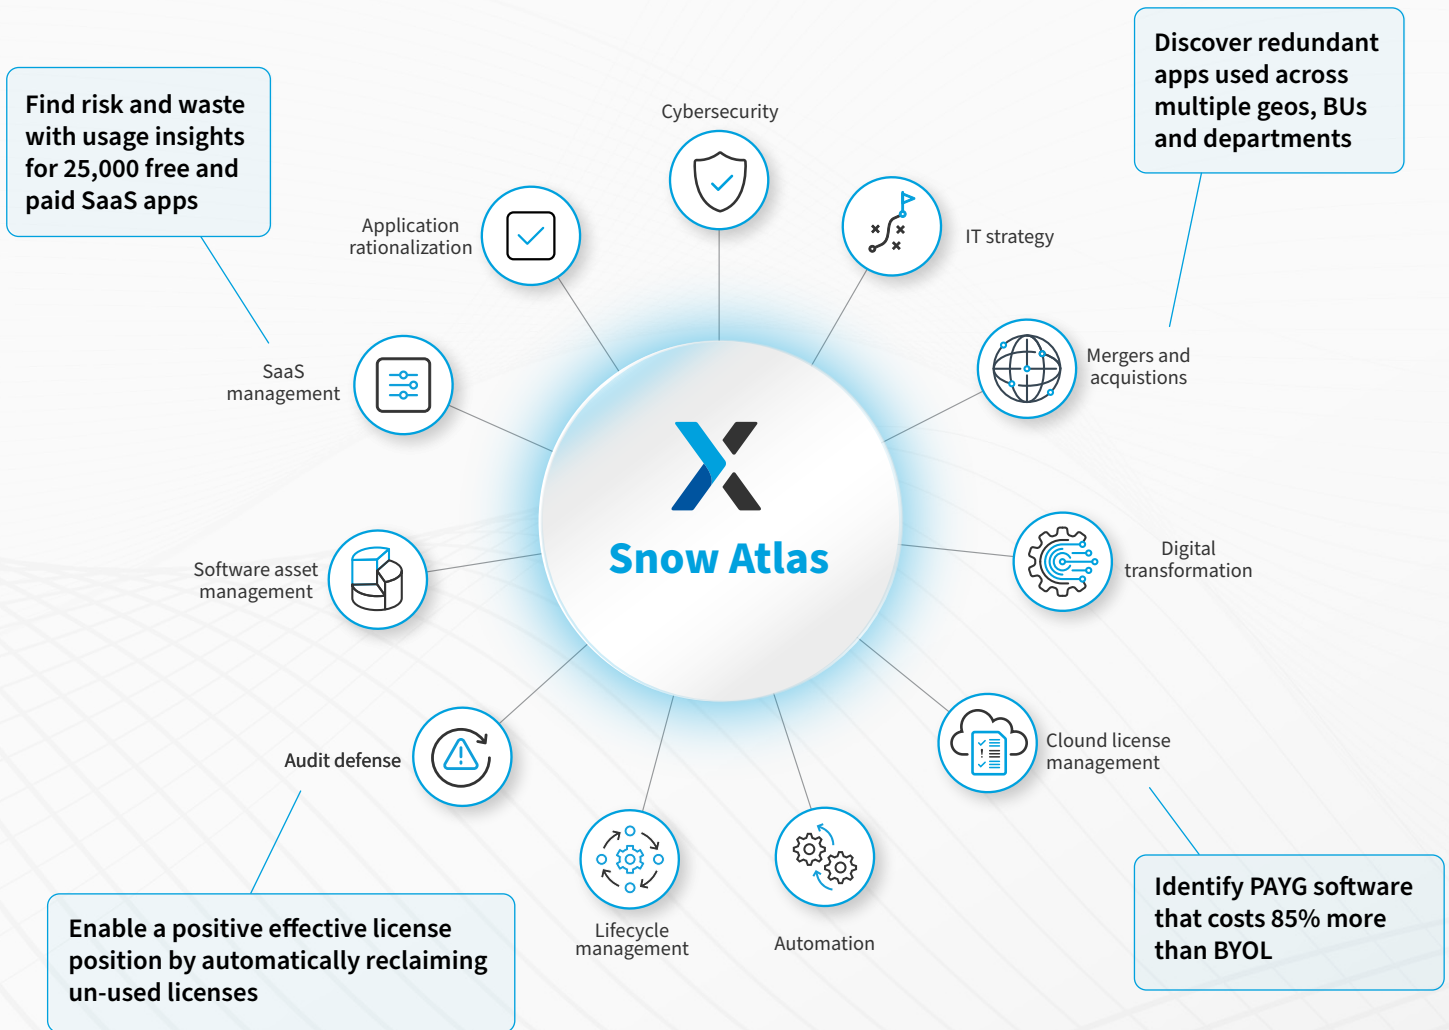 Discover redundant
apps used across
multiple geos, BUs
and departments
Find risk and waste
with usage insights
for 25,000 free and
paid SaaS apps
Cybersecurity
Application
rationalization
IT strategy
SaaS
management
Mergers and
acquistions
Snow Atlas
Software asset
management
Digital
transformation
Audit defense
Clound license
management
Lifecycle
management
Automation
Enable a positive effective license
position by automatically reclaiming
un-used licenses
Identify PAYG software
that costs 85% more
than BYOL